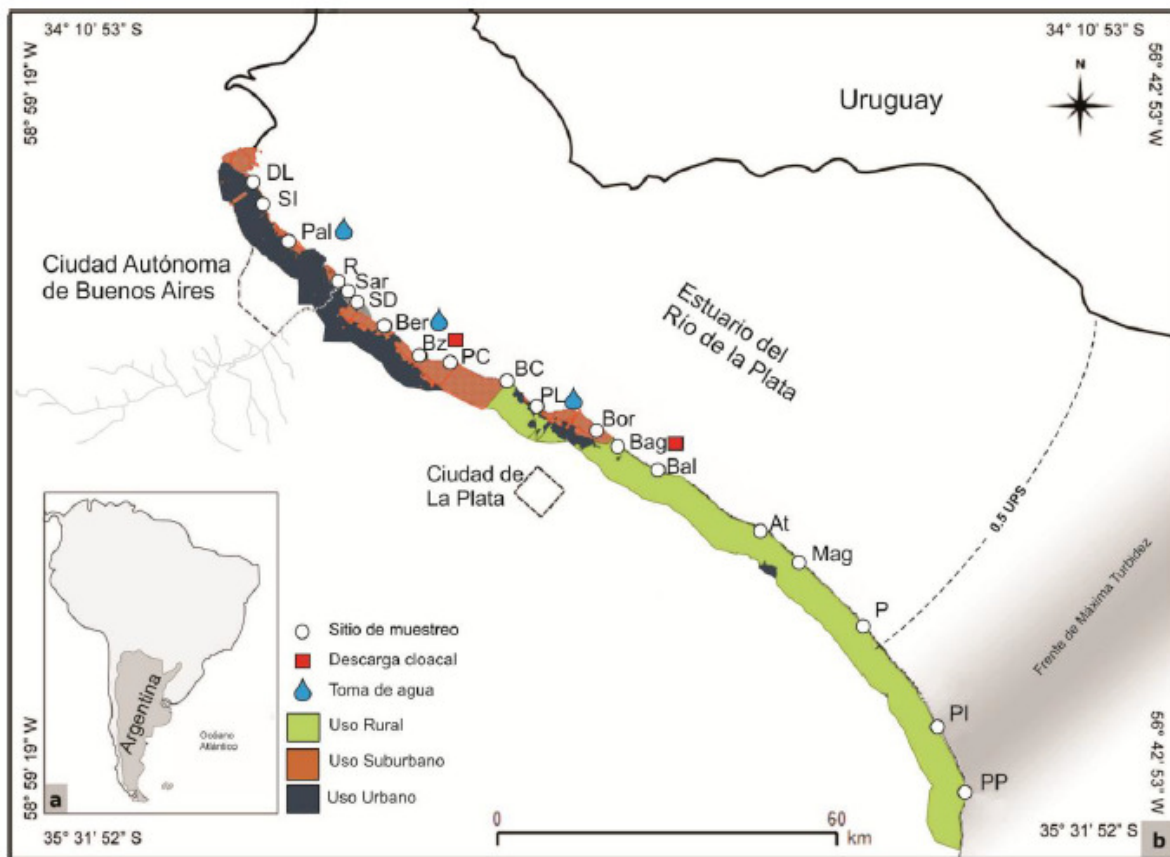 34° 10' 53" S
34° 10' 53" S
58° 59' 19" W
56° 42' 53" W
N
Uruguay
DL
SI
Pal
Ciudad Autónoma
de Buenos Aires
R
Sar
SD
Ber
Bz
PC
BC
PL
Bor
Bag
Bal
Estuario del
Río de la Plata
Ciudad de
La Plata
At
Mag
P
PI
PP
0.5 UPS
Frente de Máxima Turbidez
Argentina
Océano
Atlántico
a
Sitio de muestreo
Descarga cloacal
Toma de agua
Uso Rural
Uso Suburbano
Uso Urbano
0
60
km
58° 59' 19" W
56° 42' 53" W
35° 31' 52" S
35° 31' 52" S
b